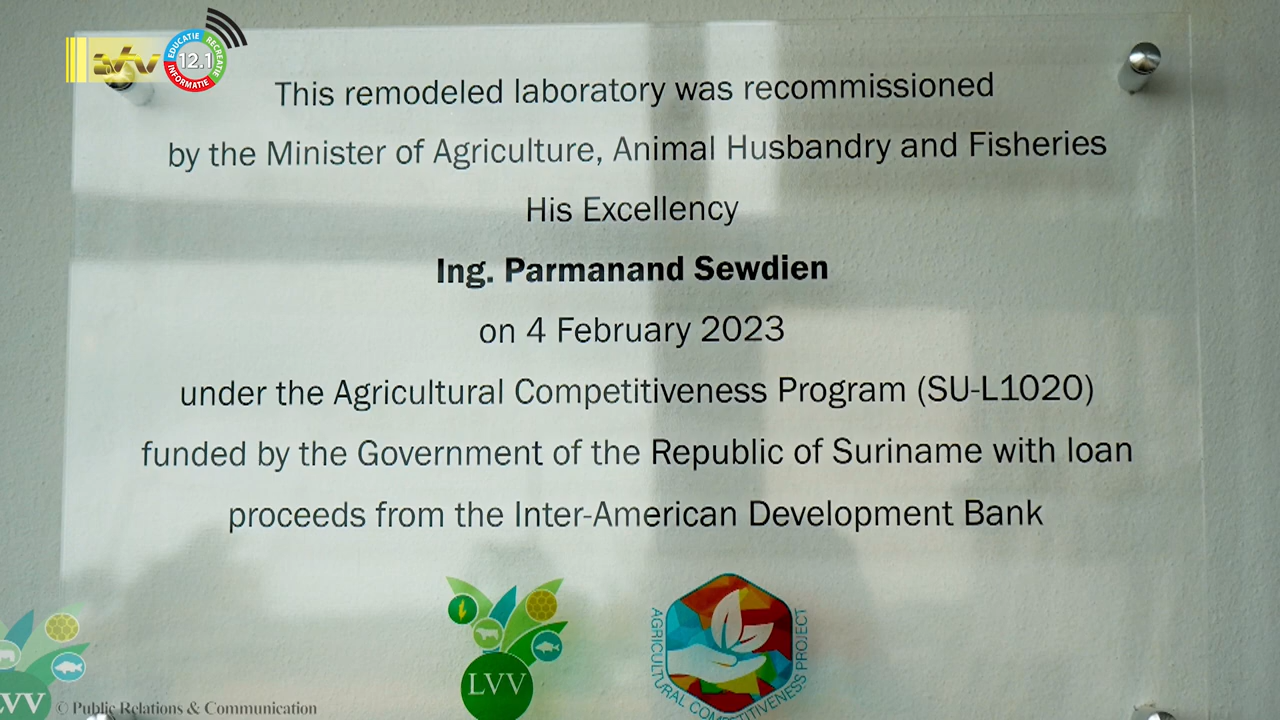 atv
12.1
EDUCATIE
RECREATIE
INFORMATIE
This remodeled laboratory was recommissioned
by the Minister of Agriculture, Animal Husbandry and Fisheries
His Excellency
Ing. Parmanand Sewdien
on 4 February 2023
under the Agricultural Competitiveness Program (SU-L1020)
funded by the Government of the Republic of Suriname with loan
proceeds from the Inter-American Development Bank
LVV
AGRICULTURAL COMPETITIVENESS PROJECT
LVV
© Public Relations & Communication